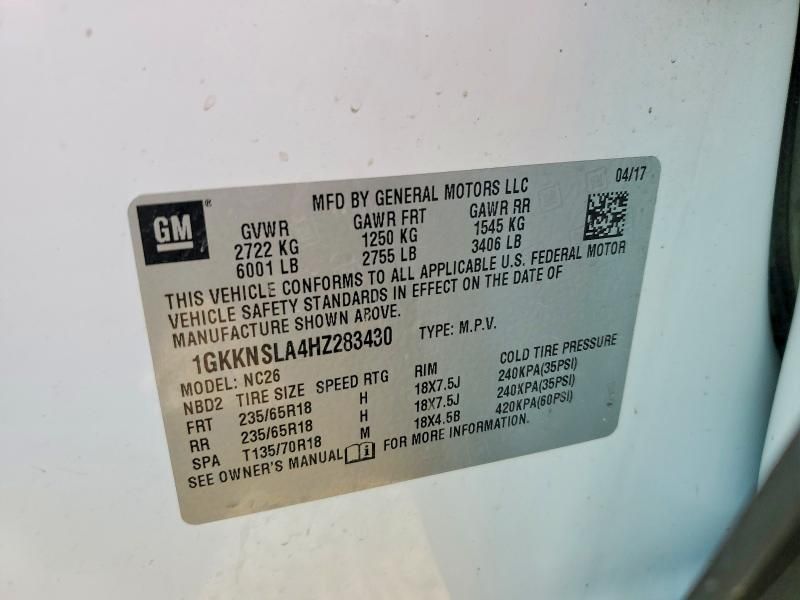 MFD BY GENERAL MOTORS LLC 04/17
GM®
GVWR GAWR FRT GAWR RR
2722 KG 1250 KG 1545 KG
6001 LB 2755 LB 3406 LB
THIS VEHICLE CONFORMS TO ALL APPLICABLE U.S. FEDERAL MOTOR
VEHICLE SAFETY STANDARDS IN EFFECT ON THE DATE OF
MANUFACTURE SHOWN ABOVE.
1GKKNSLA4HZ283430 TYPE: M.P.V.
MODEL: NC26
NBD2 TIRE SIZE SPEED RTG RIM COLD TIRE PRESSURE
FRT 235/65R18 H 18X7.5J 240KPA(35PSI)
RR 235/65R18 H 18X7.5J 240KPA(35PSI)
SPA T135/70R18 M 18X4.5B 420KPA(60PSI)
SEE OWNER'S MANUAL FOR MORE INFORMATION.